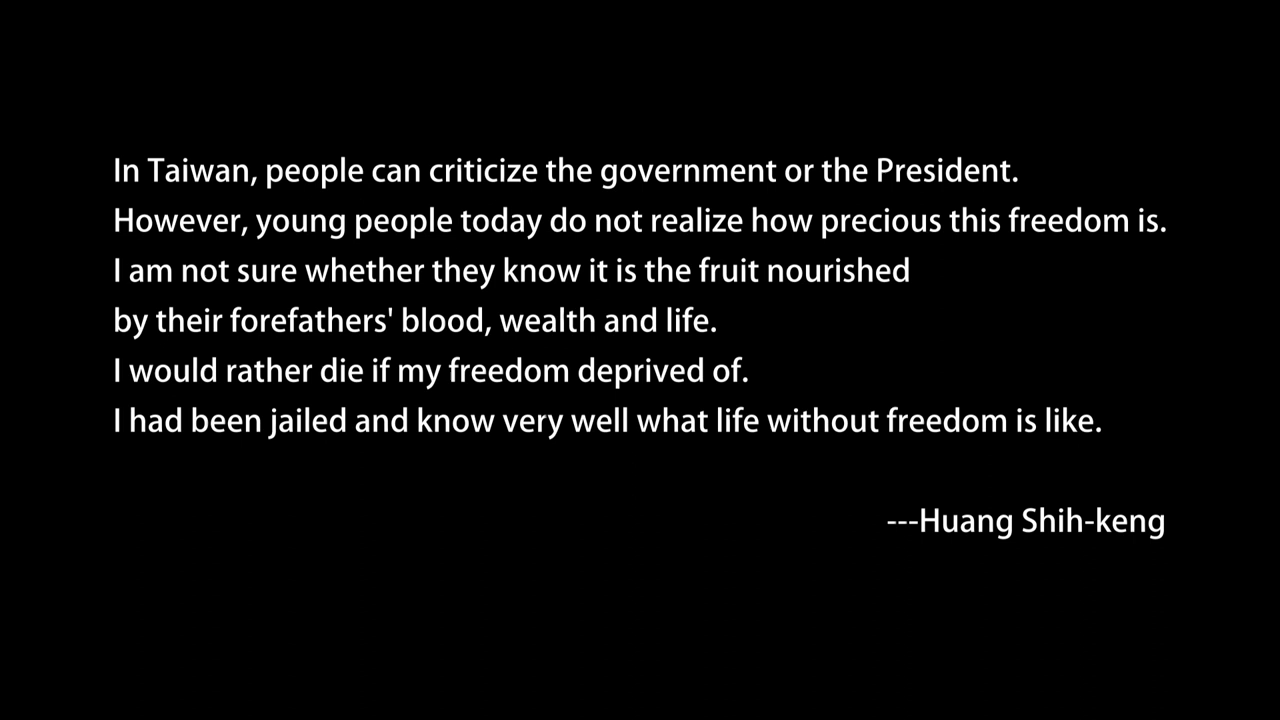 In Taiwan, people can criticize the government or the President.
However, young people today do not realize how precious this freedom is.
I am not sure whether they know it is the fruit nourished
by their forefathers' blood, wealth and life.
I would rather die if my freedom deprived of.
I had been jailed and know very well what life without freedom is like.
---Huang Shih-keng